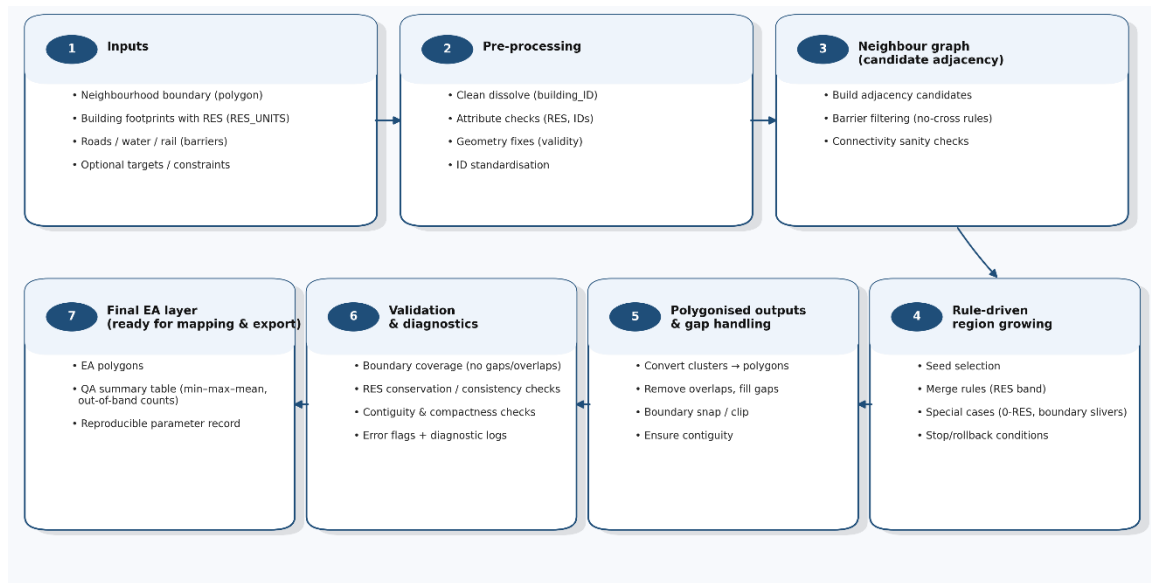 1 Inputs
• Neighbourhood boundary (polygon)
• Building footprints with RES (RES_UNITS)
• Roads / water / rail (barriers)
• Optional targets / constraints
2 Pre-processing
• Clean dissolve (building_ID)
• Attribute checks (RES, IDs)
• Geometry fixes (validity)
• ID standardisation
3 Neighbour graph
(candidate adjacency)
• Build adjacency candidates
• Barrier filtering (no-cross rules)
• Connectivity sanity checks
4 Rule-driven
region growing
• Seed selection
• Merge rules (RES band)
• Special cases (0-RES, boundary slivers)
• Stop/rollback conditions
5 Polygonised outputs
& gap handling
• Convert clusters → polygons
• Remove overlaps, fill gaps
• Boundary snap / clip
• Ensure contiguity
6 Validation
& diagnostics
• Boundary coverage (no gaps/overlaps)
• RES conservation / consistency checks
• Contiguity & compactness checks
• Error flags + diagnostic logs
7 Final EA layer
(ready for mapping & export)
• EA polygons
• QA summary table (min–max–mean,
out-of-band counts)
• Reproducible parameter record